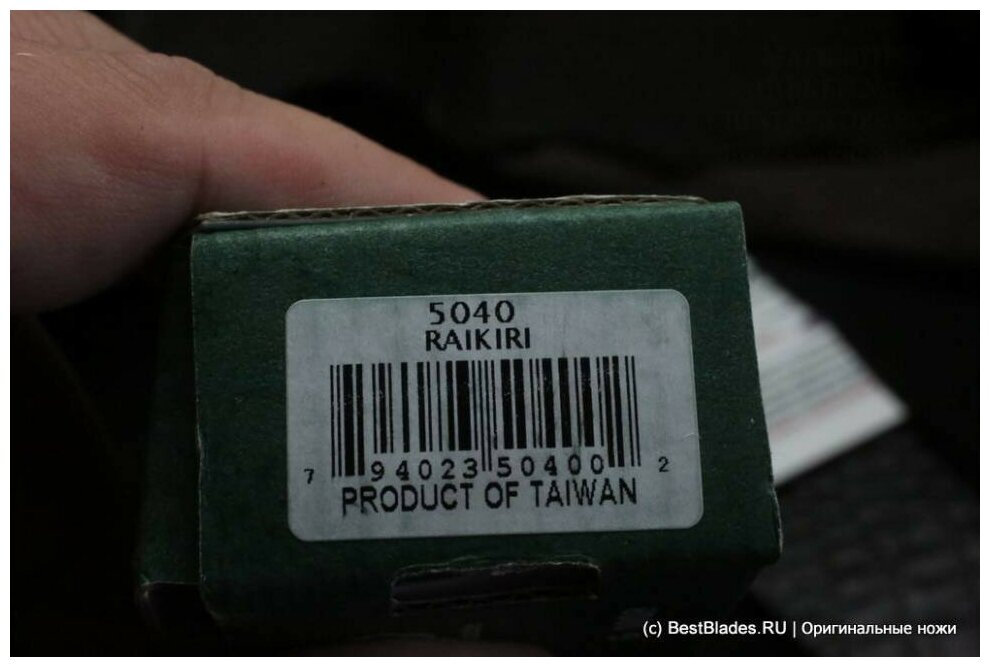 5040
RAIKIRI
7 94023 50400 2
PRODUCT OF TAIWAN
(c) BestBlades.RU | Оригинальные ножи